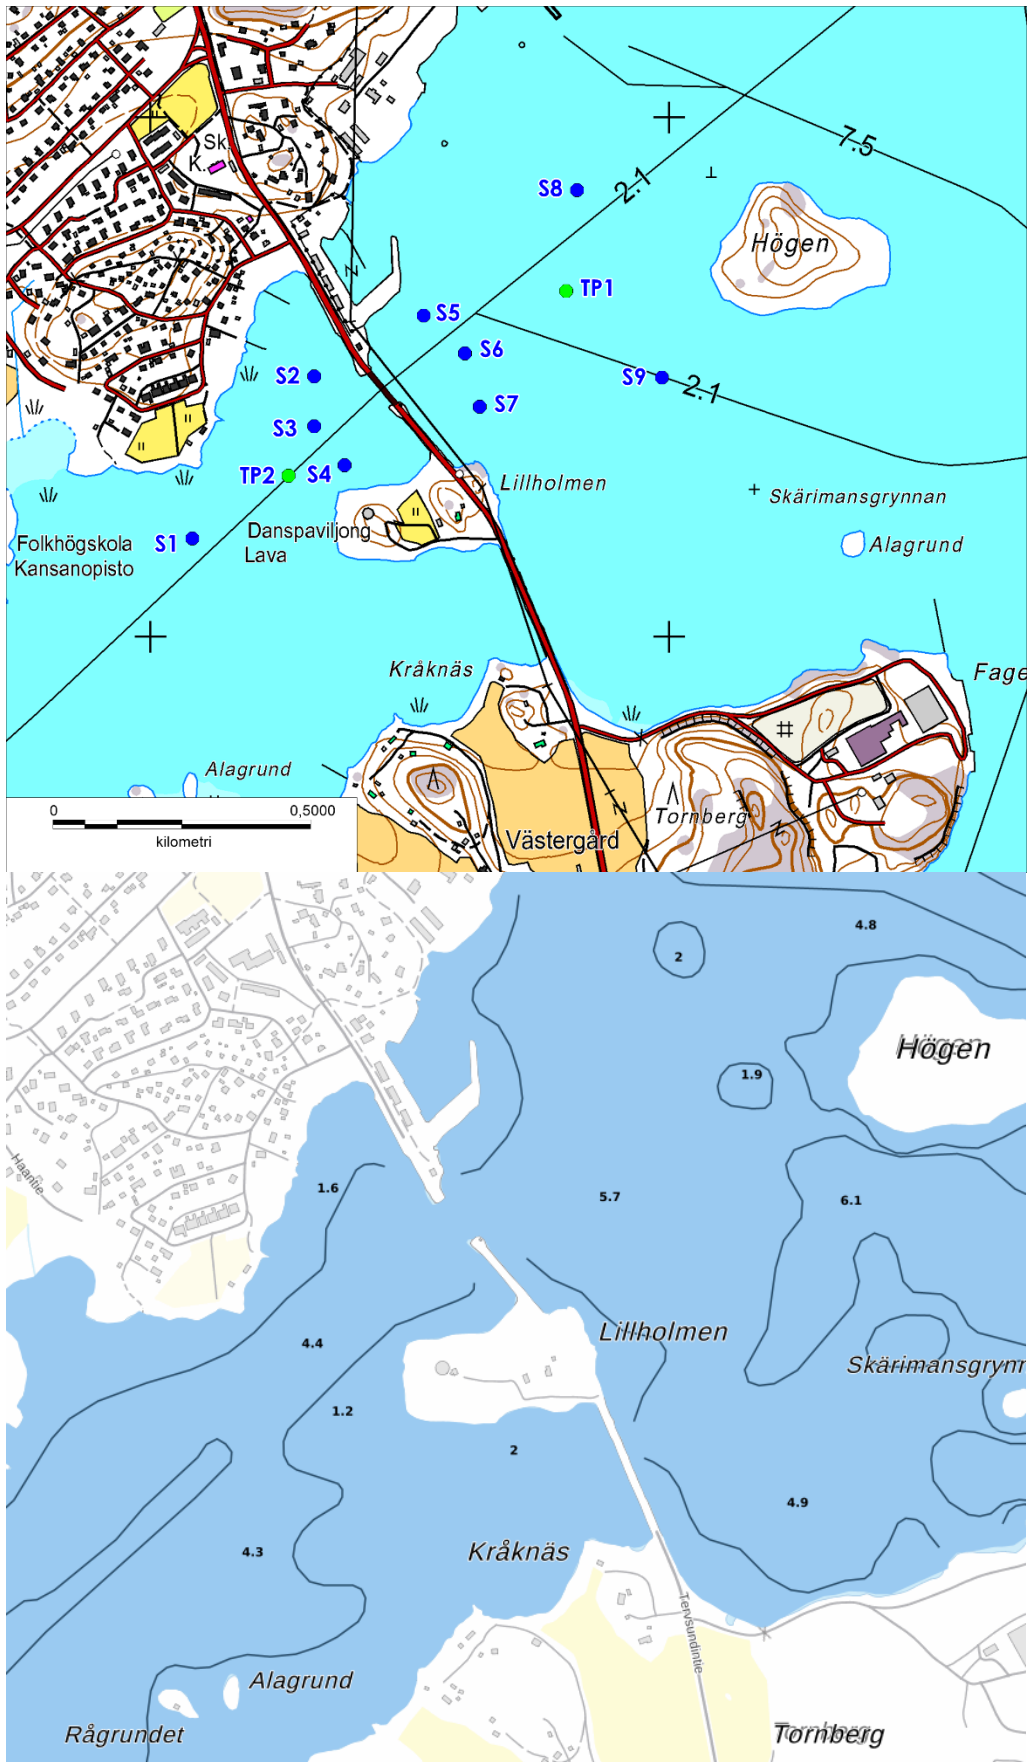 7.5
Sk.
K.
S8
2.1
Högen
TP1
S5
S6
S2
S9
2.1
S7
S3
TP2
S4
Lillholmen
Skärimansgrynnan
Danspaviljong
Lava
S1
Folkhögskola
Kansanopisto
Alagrund
Kråknäs
Fage
Alagrund
0
0,5000
kilometri
Tornberg
Västergård
4.8
2
Högen
1.9
Haantie
1.6
5.7
6.1
Lillholmen
4.4
Skärimansgrynn
1.2
2
4.9
Kråknäs
4.3
Tervsundintie
Alagrund
Rågrundet
Tornberg